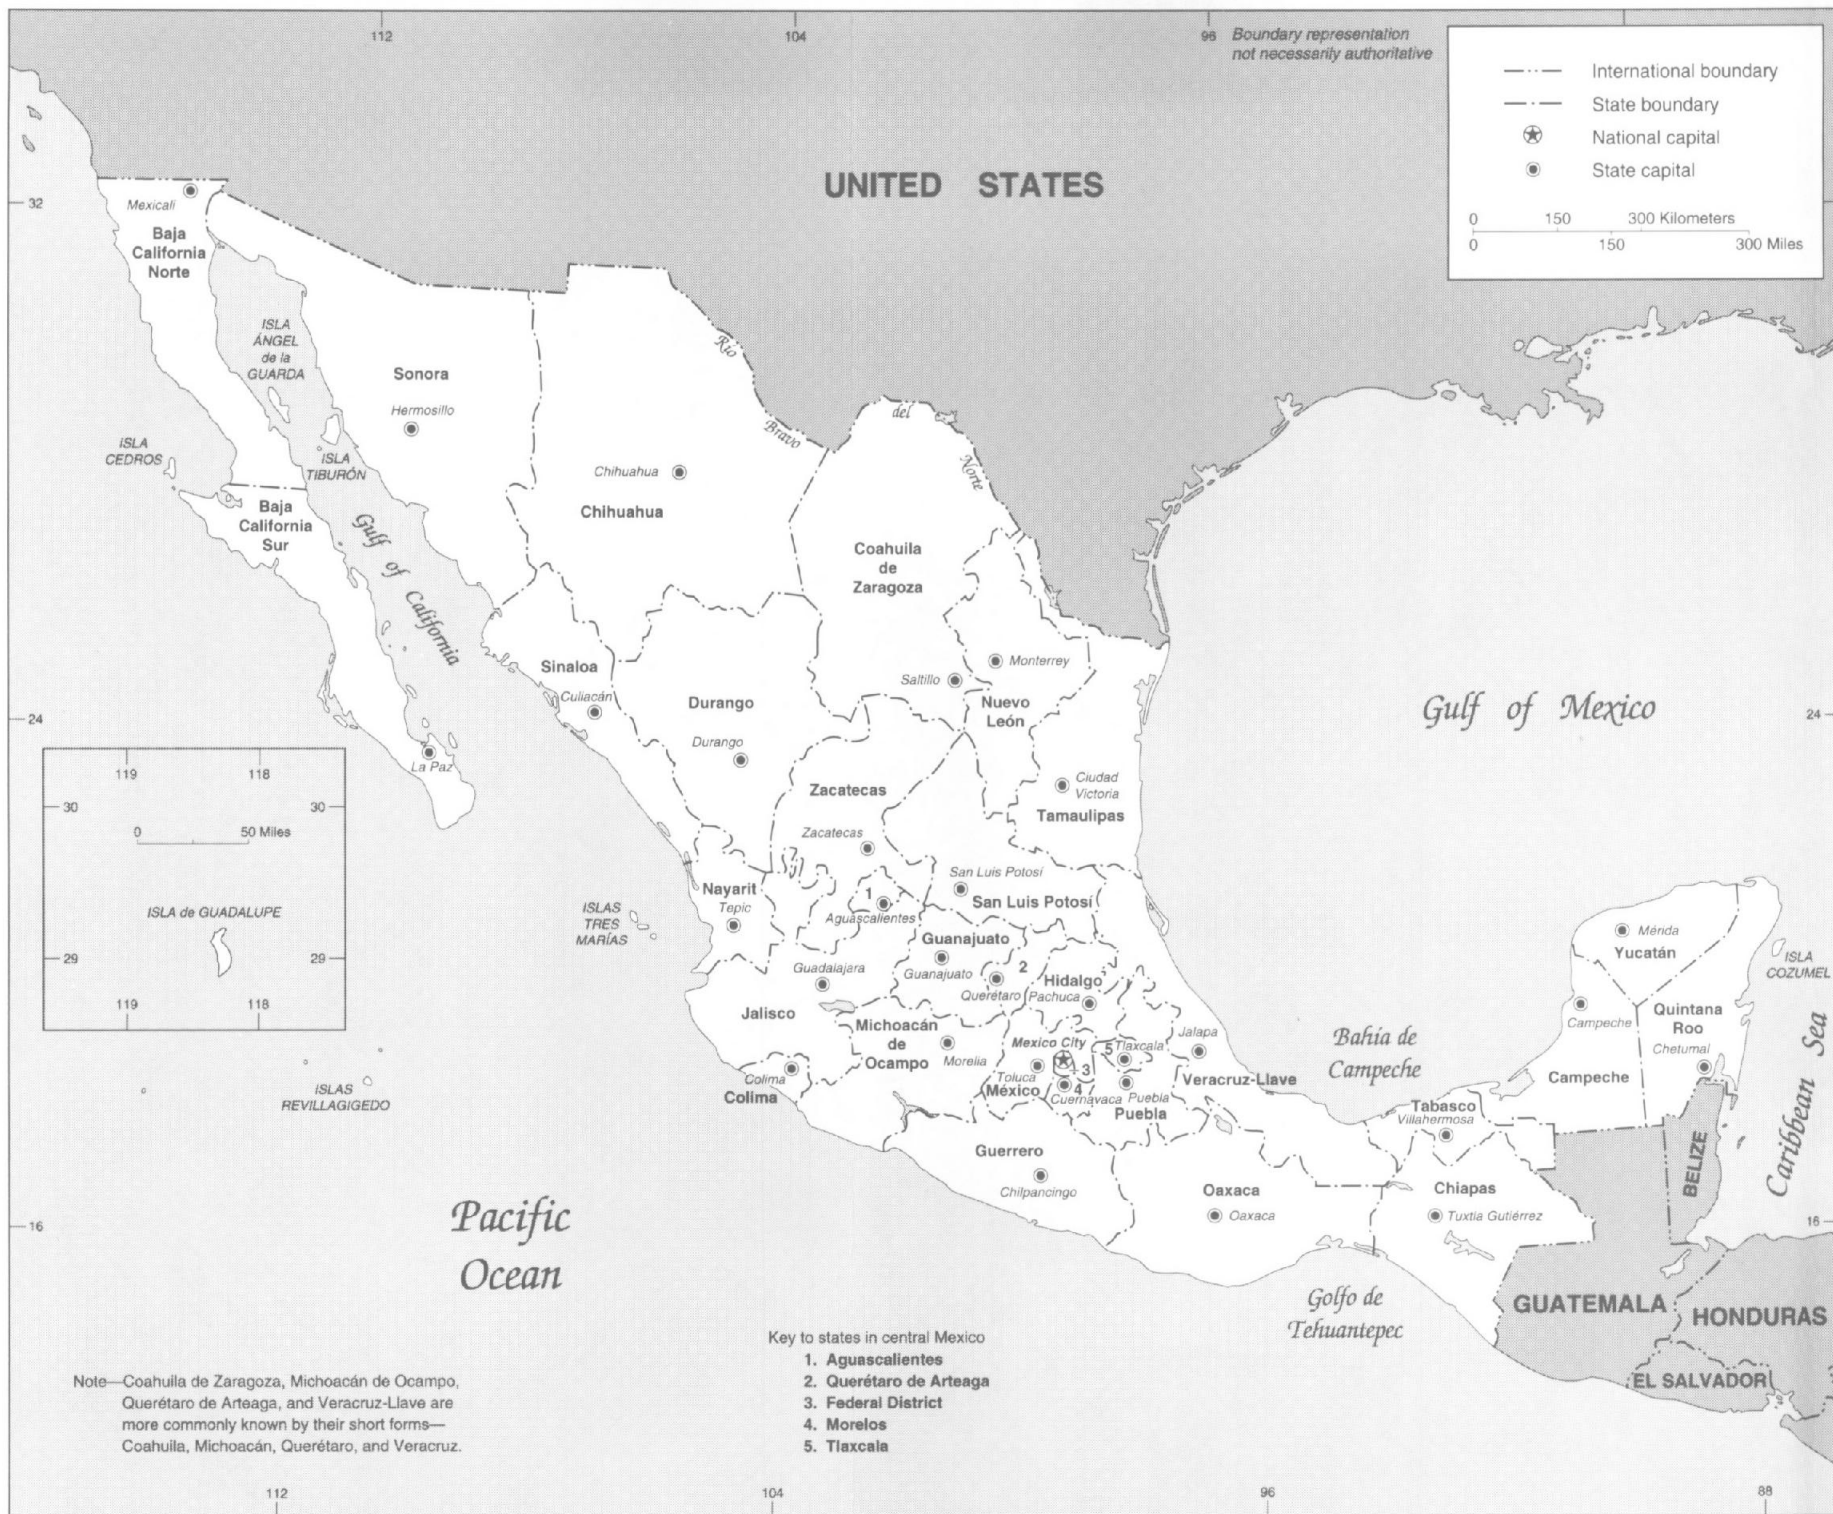 112
104
96
Boundary representation
not necessarily authoritative
International boundary
State boundary
National capital
State capital
0 150 300 Kilometers
0 150 300 Miles
UNITED STATES
32
Mexicali
Baja
California
Norte
ISLA
ÁNGEL
de la
GUARDA
Sonora
Hermosillo
ISLA
CEDROS
ISLA
TIBURÓN
Baja
California
Sur
Gulf of California
Chihuahua
Chihuahua
Río
Bravo
del
Norte
Coahuila
de
Zaragoza
Sinaloa
Culiacán
Durango
Durango
Saltillo
Monterrey
Nuevo
León
Gulf of Mexico
24
24
La Paz
Zacatecas
Zacatecas
Ciudad
Victoria
Tamaulipas
119
118
30
30
0 50 Miles
ISLA de GUADALUPE
29
29
119
118
Nayarit
Tepic
ISLAS
TRES
MARÍAS
1
Aguascalientes
San Luis Potosí
San Luis Potosí
Guanajuato
Guanajuato
2
Querétaro
Hidalgo
Pachuca
Guadalajara
Jalisco
Michoacán
de
Ocampo
Morelia
Mexico City
Toluca
México
3
4
Cuernavaca
5
Tlaxcala
Puebla
Puebla
Jalapa
Veracruz-Llave
Colima
Colima
ISLAS
REVILLAGIGEDO
Mérida
Yucatán
ISLA
COZUMEL
Campeche
Campeche
Quintana
Roo
Chetumal
Bahía de
Campeche
Caribbean Sea
Tabasco
Villahermosa
BELIZE
Guerrero
Chilpancingo
Oaxaca
Oaxaca
Chiapas
Tuxtla Gutiérrez
16
16
Pacific
Ocean
Golfo de
Tehuantepec
GUATEMALA
HONDURAS
EL SALVADOR
Key to states in central Mexico
1. Aguascalientes
2. Querétaro de Arteaga
3. Federal District
4. Morelos
5. Tlaxcala
Note—Coahuila de Zaragoza, Michoacán de Ocampo,
Querétaro de Arteaga, and Veracruz-Llave are
more commonly known by their short forms—
Coahuila, Michoacán, Querétaro, and Veracruz.
112
104
96
88